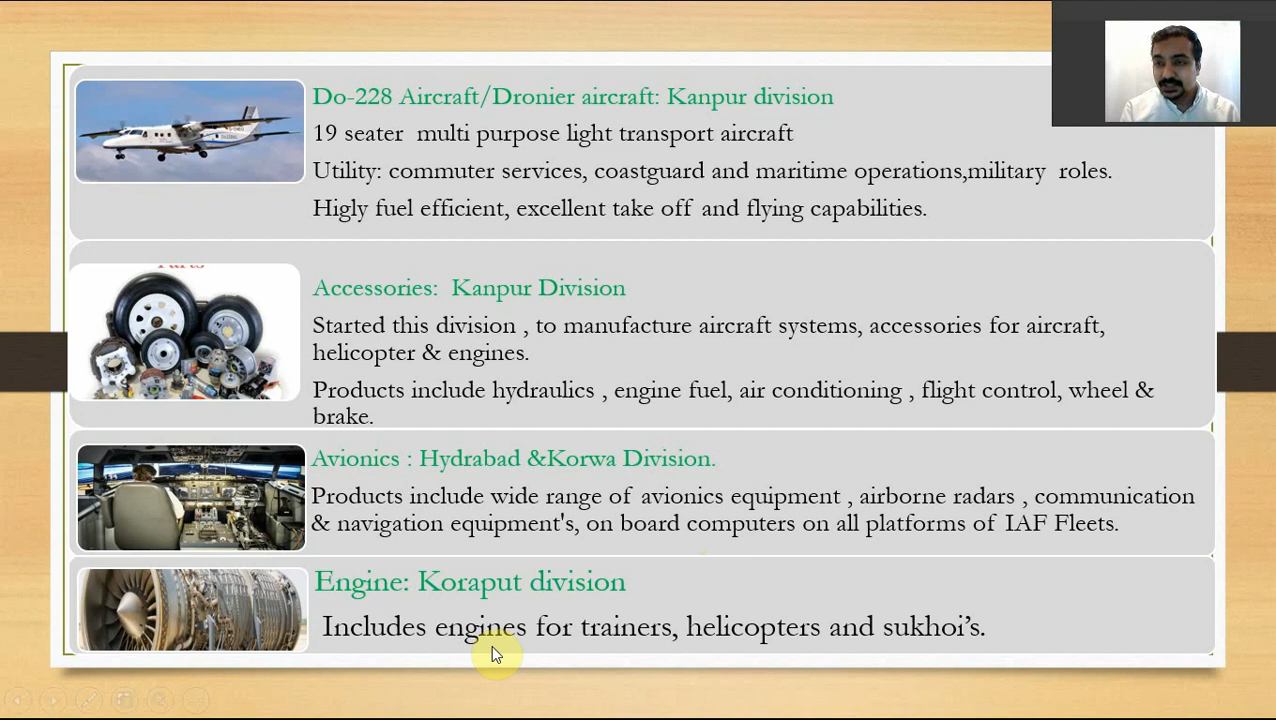 Do-228 Aircraft/Dronier aircraft: Kanpur division
19 seater multi purpose light transport aircraft
Utility: commuter services, coastguard and maritime operations,military roles.
Higly fuel efficient, excellent take off and flying capabilities.
Accessories: Kanpur Division
Started this division , to manufacture aircraft systems, accessories for aircraft,
helicopter & engines.
Products include hydraulics , engine fuel, air conditioning , flight control, wheel &
brake.
Avionics : Hydrabad &Korwa Division.
Products include wide range of avionics equipment , airborne radars , communication
& navigation equipment's, on board computers on all platforms of IAF Fleets.
Engine: Koraput division
Includes engines for trainers, helicopters and sukhoi's.